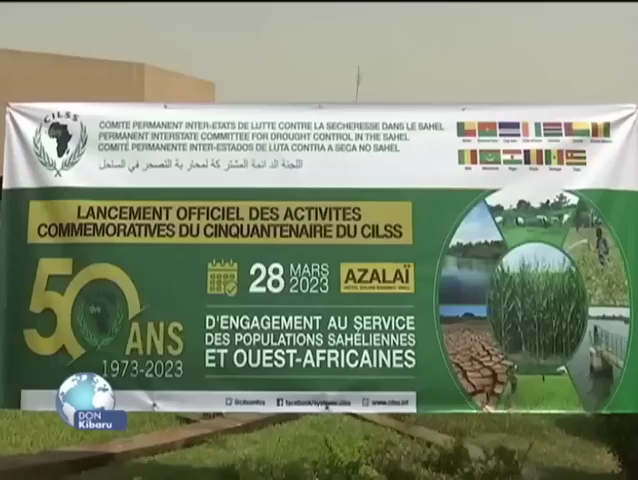 CILSS
COMITE PERMANENT INTER-ETATS DE LUTTE CONTRE LA SECHERESSE DANS LE SAHEL
PERMANENT INTERSTATE COMMITTEE FOR DROUGHT CONTROL IN THE SAHEL
COMITE PERMANENTE INTER-ESTADOS DE LUTA CONTRA A SECA NO SAHEL
اللجنة الدائمة المشتركة لمحاربة التصحر في الساحل
LANCEMENT OFFICIEL DES ACTIVITES
COMMEMORATIVES DU CINQUANTENAIRE DU CILSS
50 ANS
1973-2023
28 MARS 2023
AZALAÏ
D'ENGAGEMENT AU SERVICE
DES POPULATIONS SAHÉLIENNES
ET OUEST-AFRICAINES
www.cilss.int
DON
Kibaru